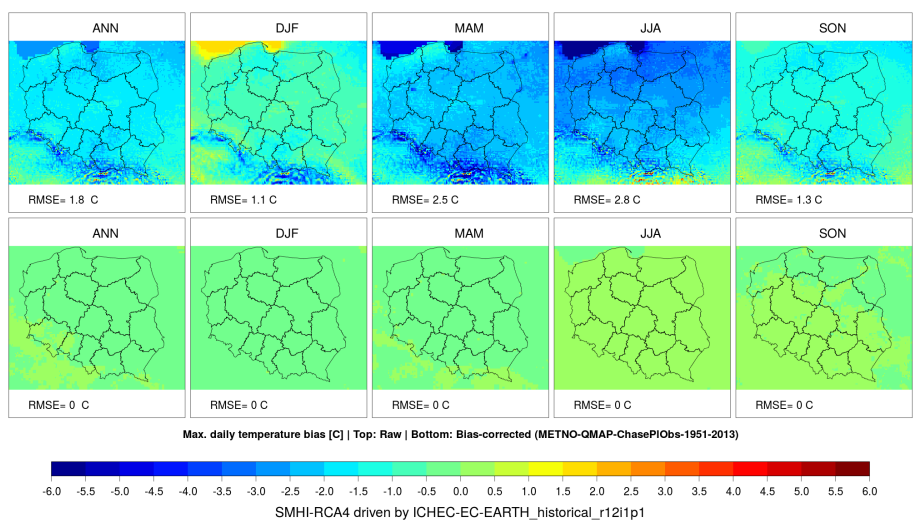 ANN DJF MAM JJA SON
RMSE= 1.8 C RMSE= 1.1 C RMSE= 2.5 C RMSE= 2.8 C RMSE= 1.3 C
ANN DJF MAM JJA SON
RMSE= 0 C RMSE= 0 C RMSE= 0 C RMSE= 0 C RMSE= 0 C
Max. daily temperature bias [C] | Top: Raw | Bottom: Bias-corrected (METNO-QMAP-ChasePlObs-1951-2013)
-6.0 -5.5 -5.0 -4.5 -4.0 -3.5 -3.0 -2.5 -2.0 -1.5 -1.0 -0.5 0.0 0.5 1.0 1.5 2.0 2.5 3.0 3.5 4.0 4.5 5.0 5.5 6.0
SMHI-RCA4 driven by ICHEC-EC-EARTH_historical_r12i1p1